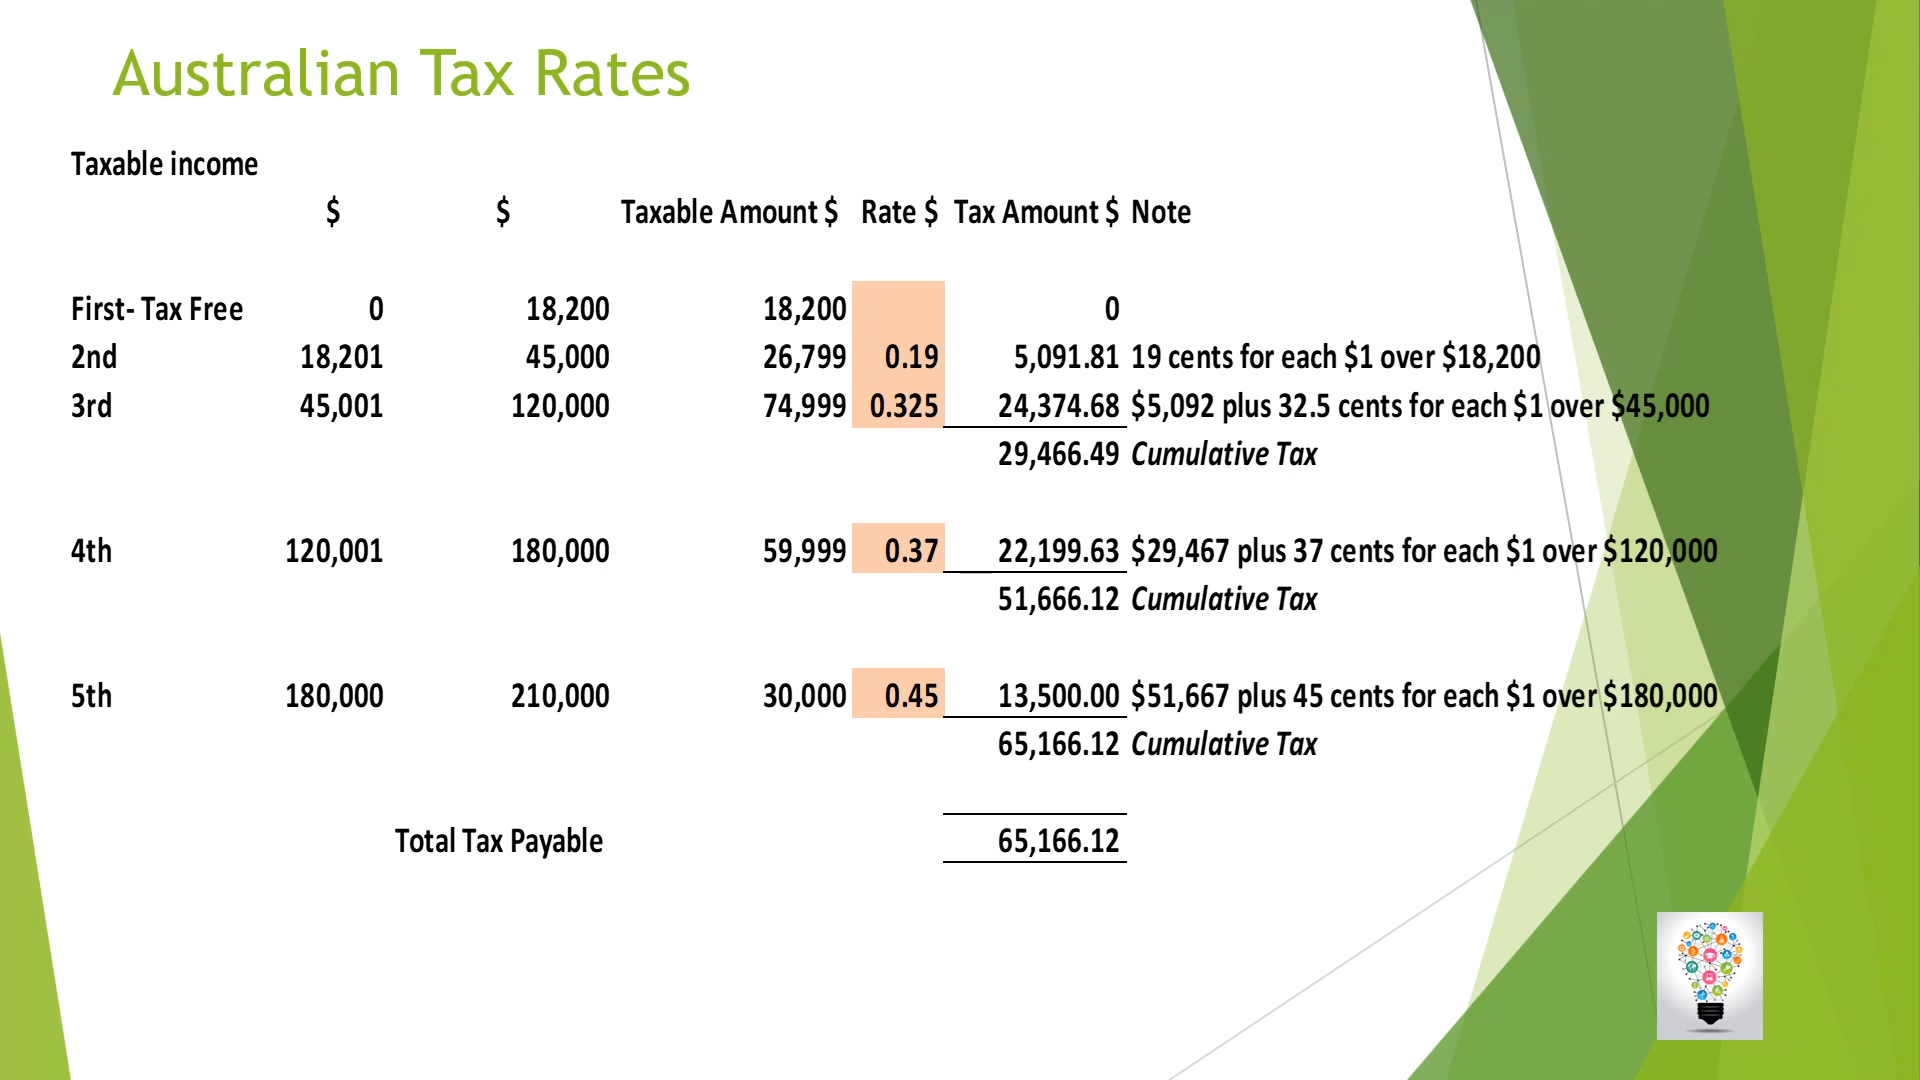 Australian Tax Rates
Taxable income
$ $ Taxable Amount $ Rate $ Tax Amount $ Note
First- Tax Free 0 18,200 18,200 0
2nd 18,201 45,000 26,799 0.19 5,091.81 19 cents for each $1 over $18,200
3rd 45,001 120,000 74,999 0.325 24,374.68 $5,092 plus 32.5 cents for each $1 over $45,000
29,466.49 Cumulative Tax
4th 120,001 180,000 59,999 0.37 22,199.63 $29,467 plus 37 cents for each $1 over $120,000
51,666.12 Cumulative Tax
5th 180,000 210,000 30,000 0.45 13,500.00 $51,667 plus 45 cents for each $1 over $180,000
65,166.12 Cumulative Tax
Total Tax Payable 65,166.12